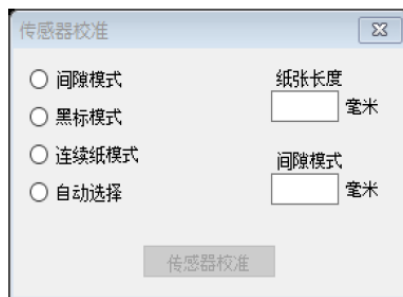 传感器校准
间隙模式
黑标模式
连续纸模式
自动选择
纸张长度
毫米
间隙模式
毫米
传感器校准